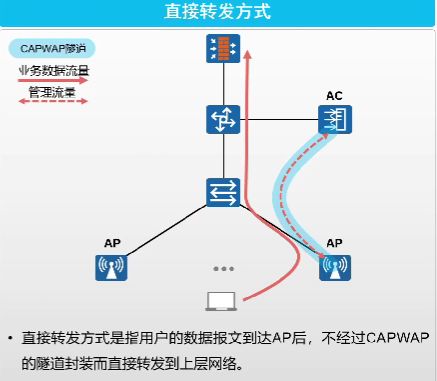 直接转发方式
CAPWAP隧道
业务数据流量
管理流量
AC
AP
AP
• 直接转发方式是指用户的数据报文到达AP后，不经过CAPWAP
的隧道封装而直接转发到上层网络。